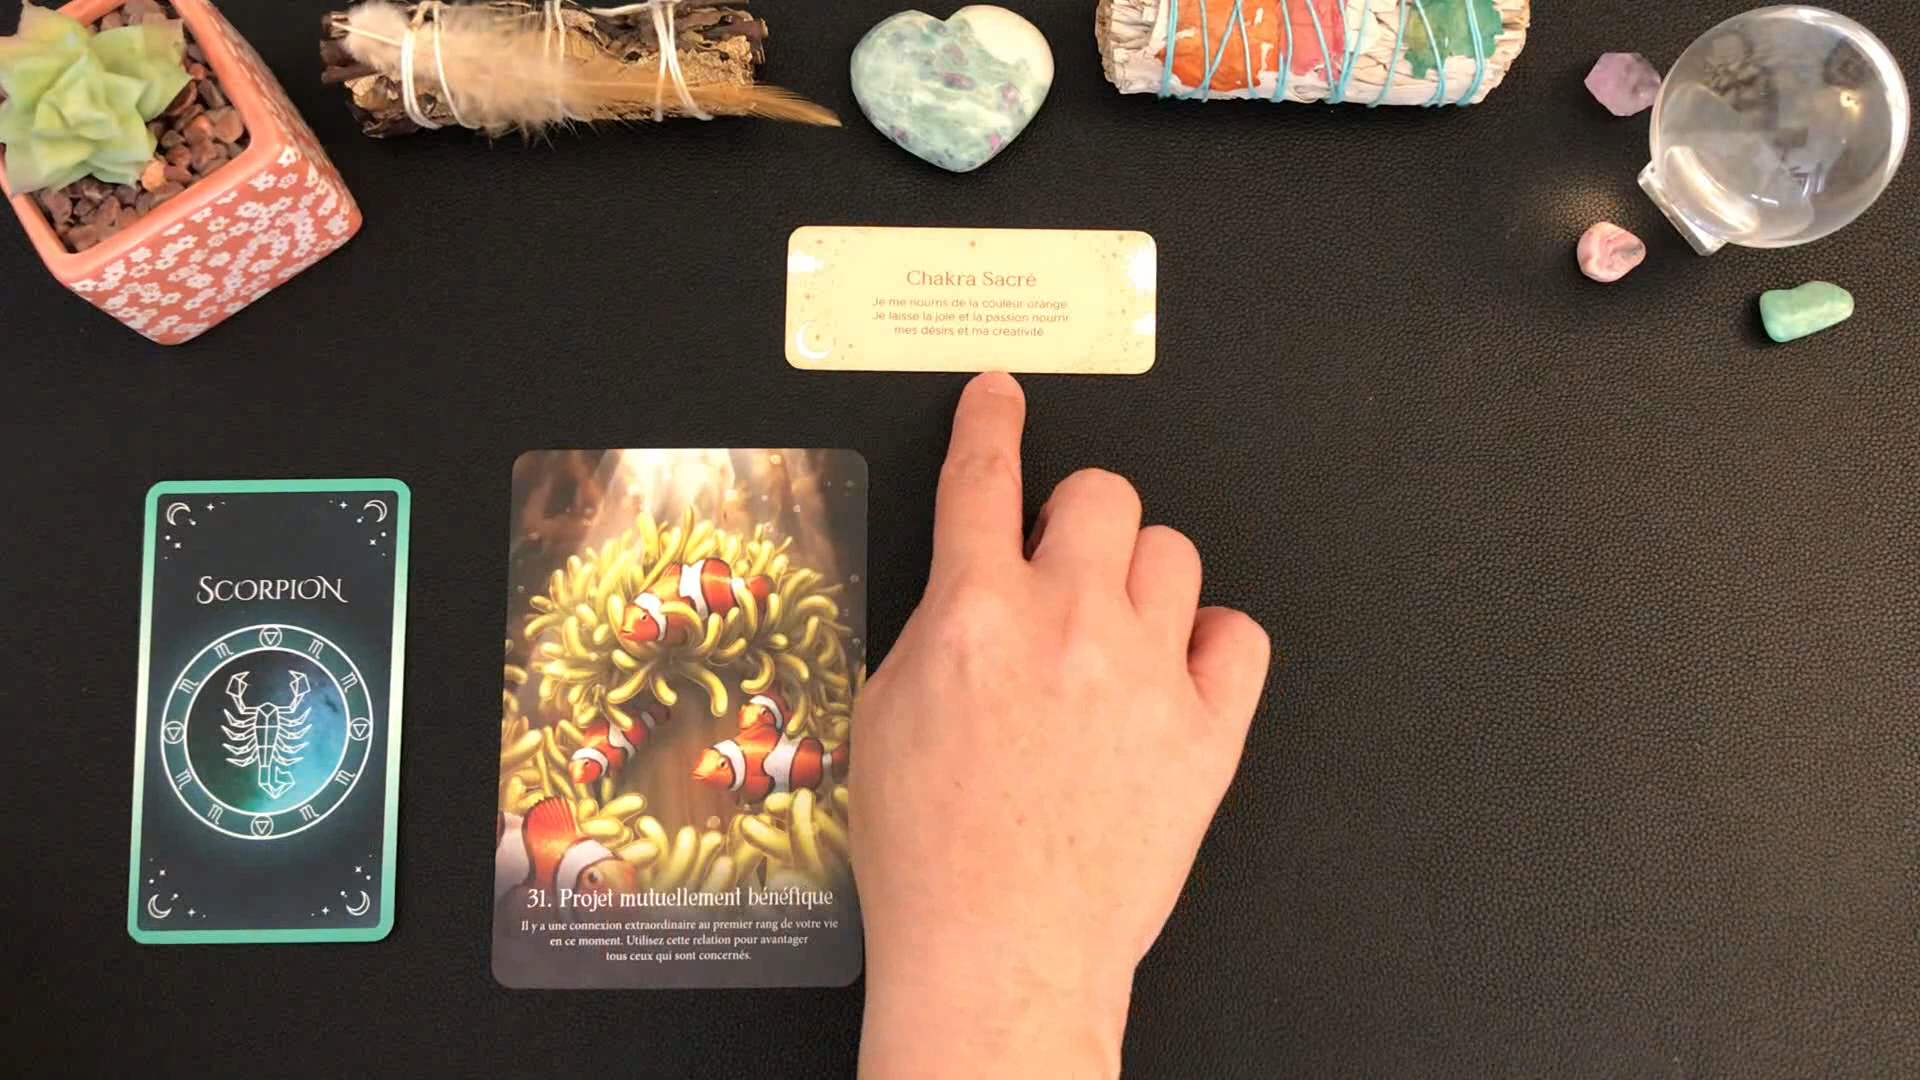 Chakra Sacré
Je me nourris de la couleur orange.
Je laisse la joie et la passion nourrir
mes désirs et ma créativité.
SCORPION
31. Projet mutuellement bénéfique
Il y a une connexion extraordinaire au premier rang de votre vie
en ce moment. Utilisez cette relation pour avantager
tous ceux qui sont concernés.